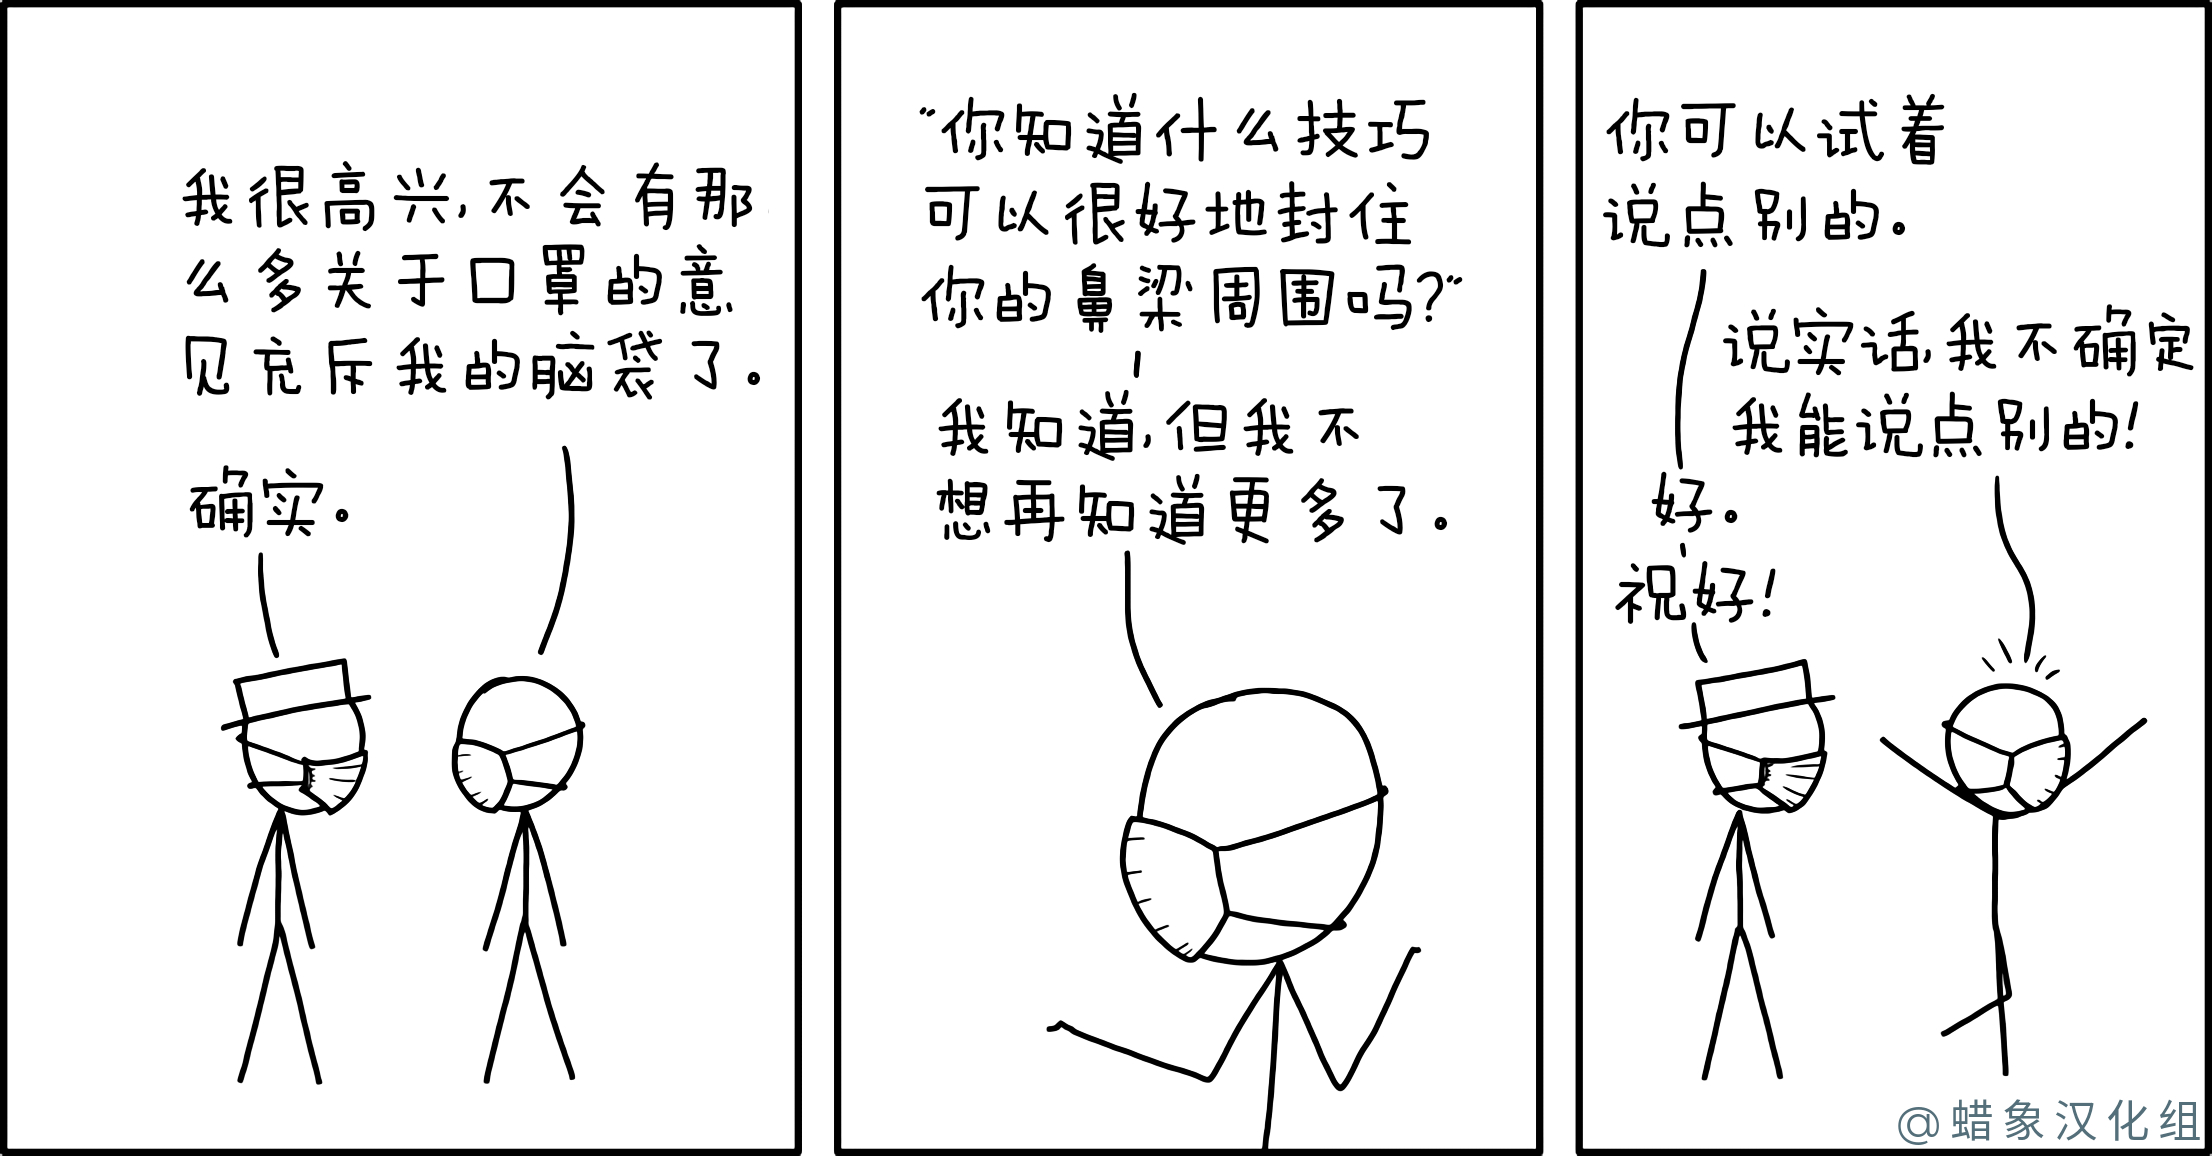 我很高兴,不会有那
么多关于口罩的意
见充斥我的脑袋了。
确实。
"你知道什么技巧
可以很好地封住
你的鼻梁周围吗?"
我知道,但我不
想再知道更多了。
你可以试着
说点别的。
说实话,我不确定
我能说点别的!
好。
祝好!
@蜡象汉化组